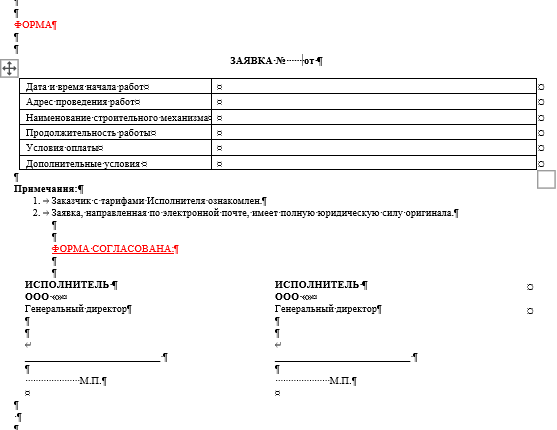 ФОРМА
ЗАЯВКА № от
Дата и время начала работ
Адрес проведения работ
Наименование строительного механизма
Продолжительность работы
Условия оплаты
Дополнительные условия
Примечания:
1. Заказчик с тарифами Исполнителя ознакомлен.
2. Заявка, направленная по электронной почте, имеет полную юридическую силу оригинала.
ФОРМА СОГЛАСОВАНА:
ИСПОЛНИТЕЛЬ ИСПОЛНИТЕЛЬ
ООО «» ООО «»
Генеральный директор Генеральный директор
М.П. М.П.